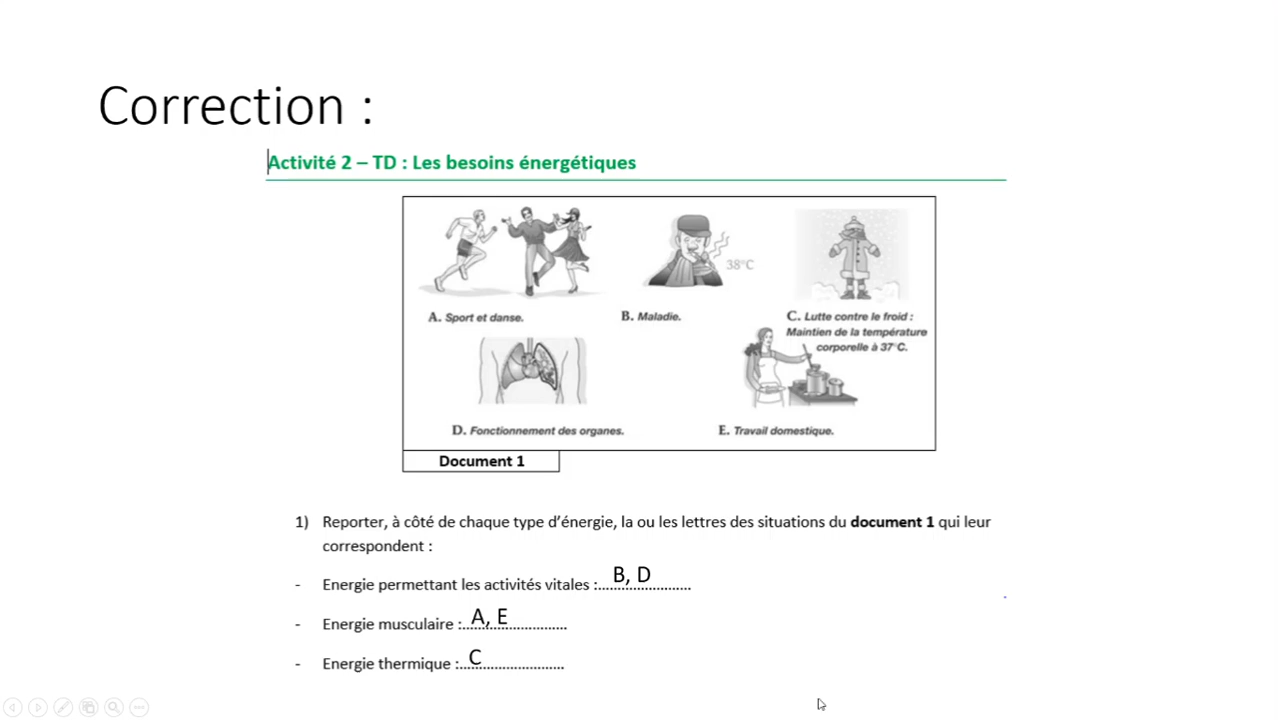 Correction :
Activité 2 – TD : Les besoins énergétiques
38°C
A. Sport et danse.
B. Maladie.
C. Lutte contre le froid :
Maintien de la température
corporelle à 37°C.
D. Fonctionnement des organes.
E. Travail domestique.
Document 1
1) Reporter, à côté de chaque type d’énergie, la ou les lettres des situations du document 1 qui leur
correspondent :
- Energie permettant les activités vitales :........................ B, D
- Energie musculaire :........................ A, E
- Energie thermique :........................ C